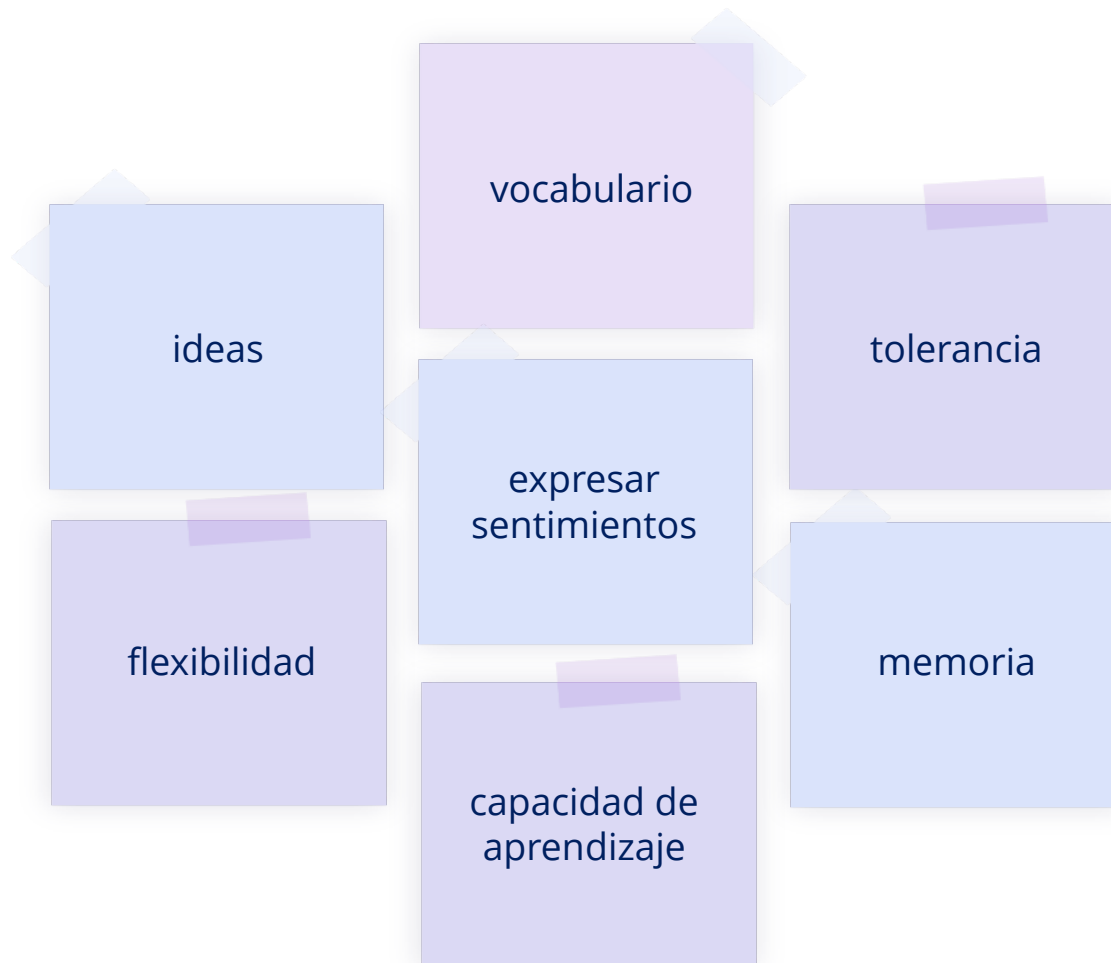 vocabulario
ideas
tolerancia
expresar
sentimientos
flexibilidad
memoria
capacidad de
aprendizaje